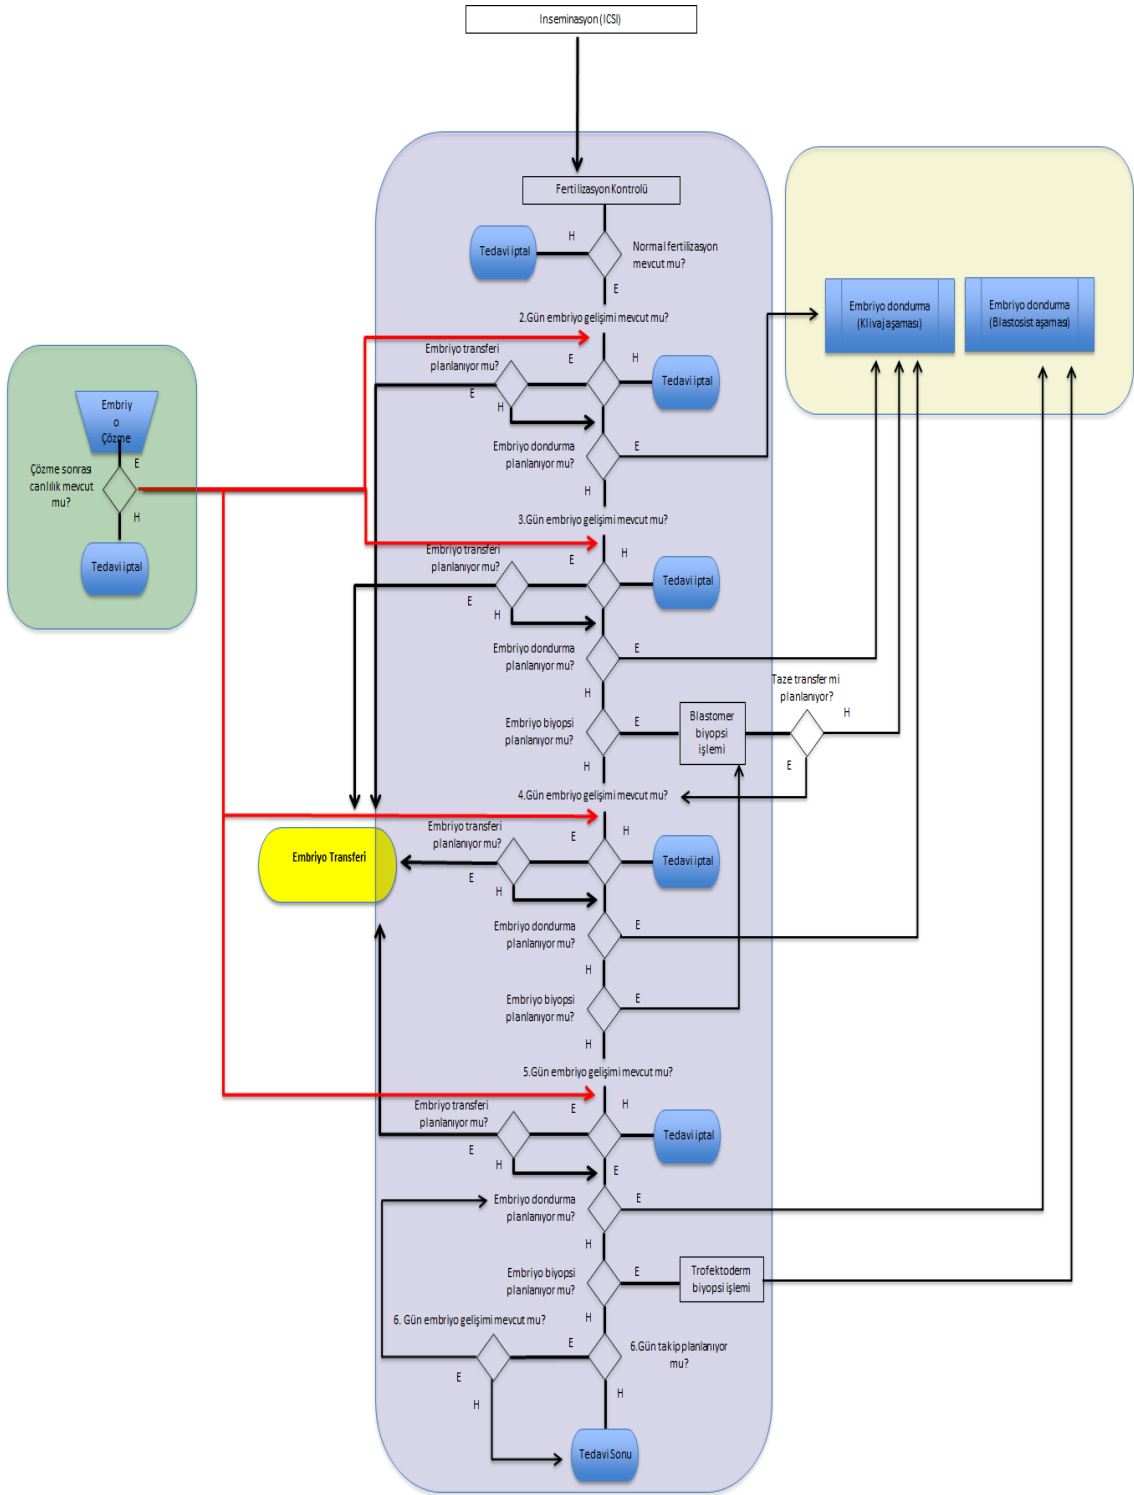 Inseminasyon (ICSI)
Fertilizasyon Kontrolü
H
Tedavi iptal
Normal fertilizasyon
mevcut mu?
E
2.Gün embriyo gelişimi mevcut mu?
Embriyo transferi
planlanıyor mu?
E
H
E
H
Tedavi iptal
Embriyo dondurma
planlanıyor mu?
E
H
Embriyo dondurma
(Klivaj aşaması)
Embriyo dondurma
(Blastosist aşaması)
Embriy
o
Çözme
E
Çözme sonrası
canlılık mevcut
mu?
H
Tedavi iptal
3.Gün embriyo gelişimi mevcut mu?
Embriyo transferi
planlanıyor mu?
E
H
E
H
Tedavi iptal
Embriyo dondurma
planlanıyor mu?
E
H
Embriyo biyopsi
planlanıyor mu?
E
H
Blastomer
biyopsi
işlemi
Taze transfer mi
planlanıyor?
H
E
4.Gün embriyo gelişimi mevcut mu?
Embriyo transferi
planlanıyor mu?
E
H
E
H
Tedavi iptal
Embriyo Transferi
Embriyo dondurma
planlanıyor mu?
E
H
Embriyo biyopsi
planlanıyor mu?
E
H
5.Gün embriyo gelişimi mevcut mu?
Embriyo transferi
planlanıyor mu?
E
H
E
H
Tedavi iptal
E
Embriyo dondurma
planlanıyor mu?
E
H
Embriyo biyopsi
planlanıyor mu?
E
H
Trofektoderm
biyopsi işlemi
6. Gün embriyo gelişimi mevcut mu?
E
6.Gün takip planlanıyor
mu?
E
H
H
Tedavi Sonu